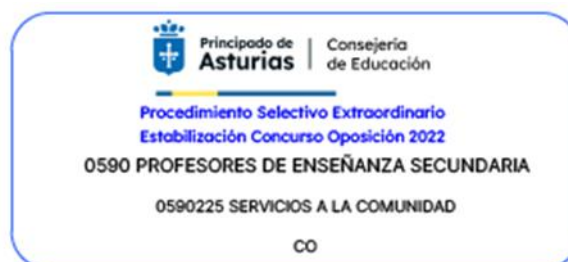 Principado de
Asturias
Consejería
de Educación
Procedimiento Selectivo Extraordinario
Estabilización Concurso Oposición 2022
0590 PROFESORES DE ENSEÑANZA SECUNDARIA
0590225 SERVICIOS A LA COMUNIDAD
CO